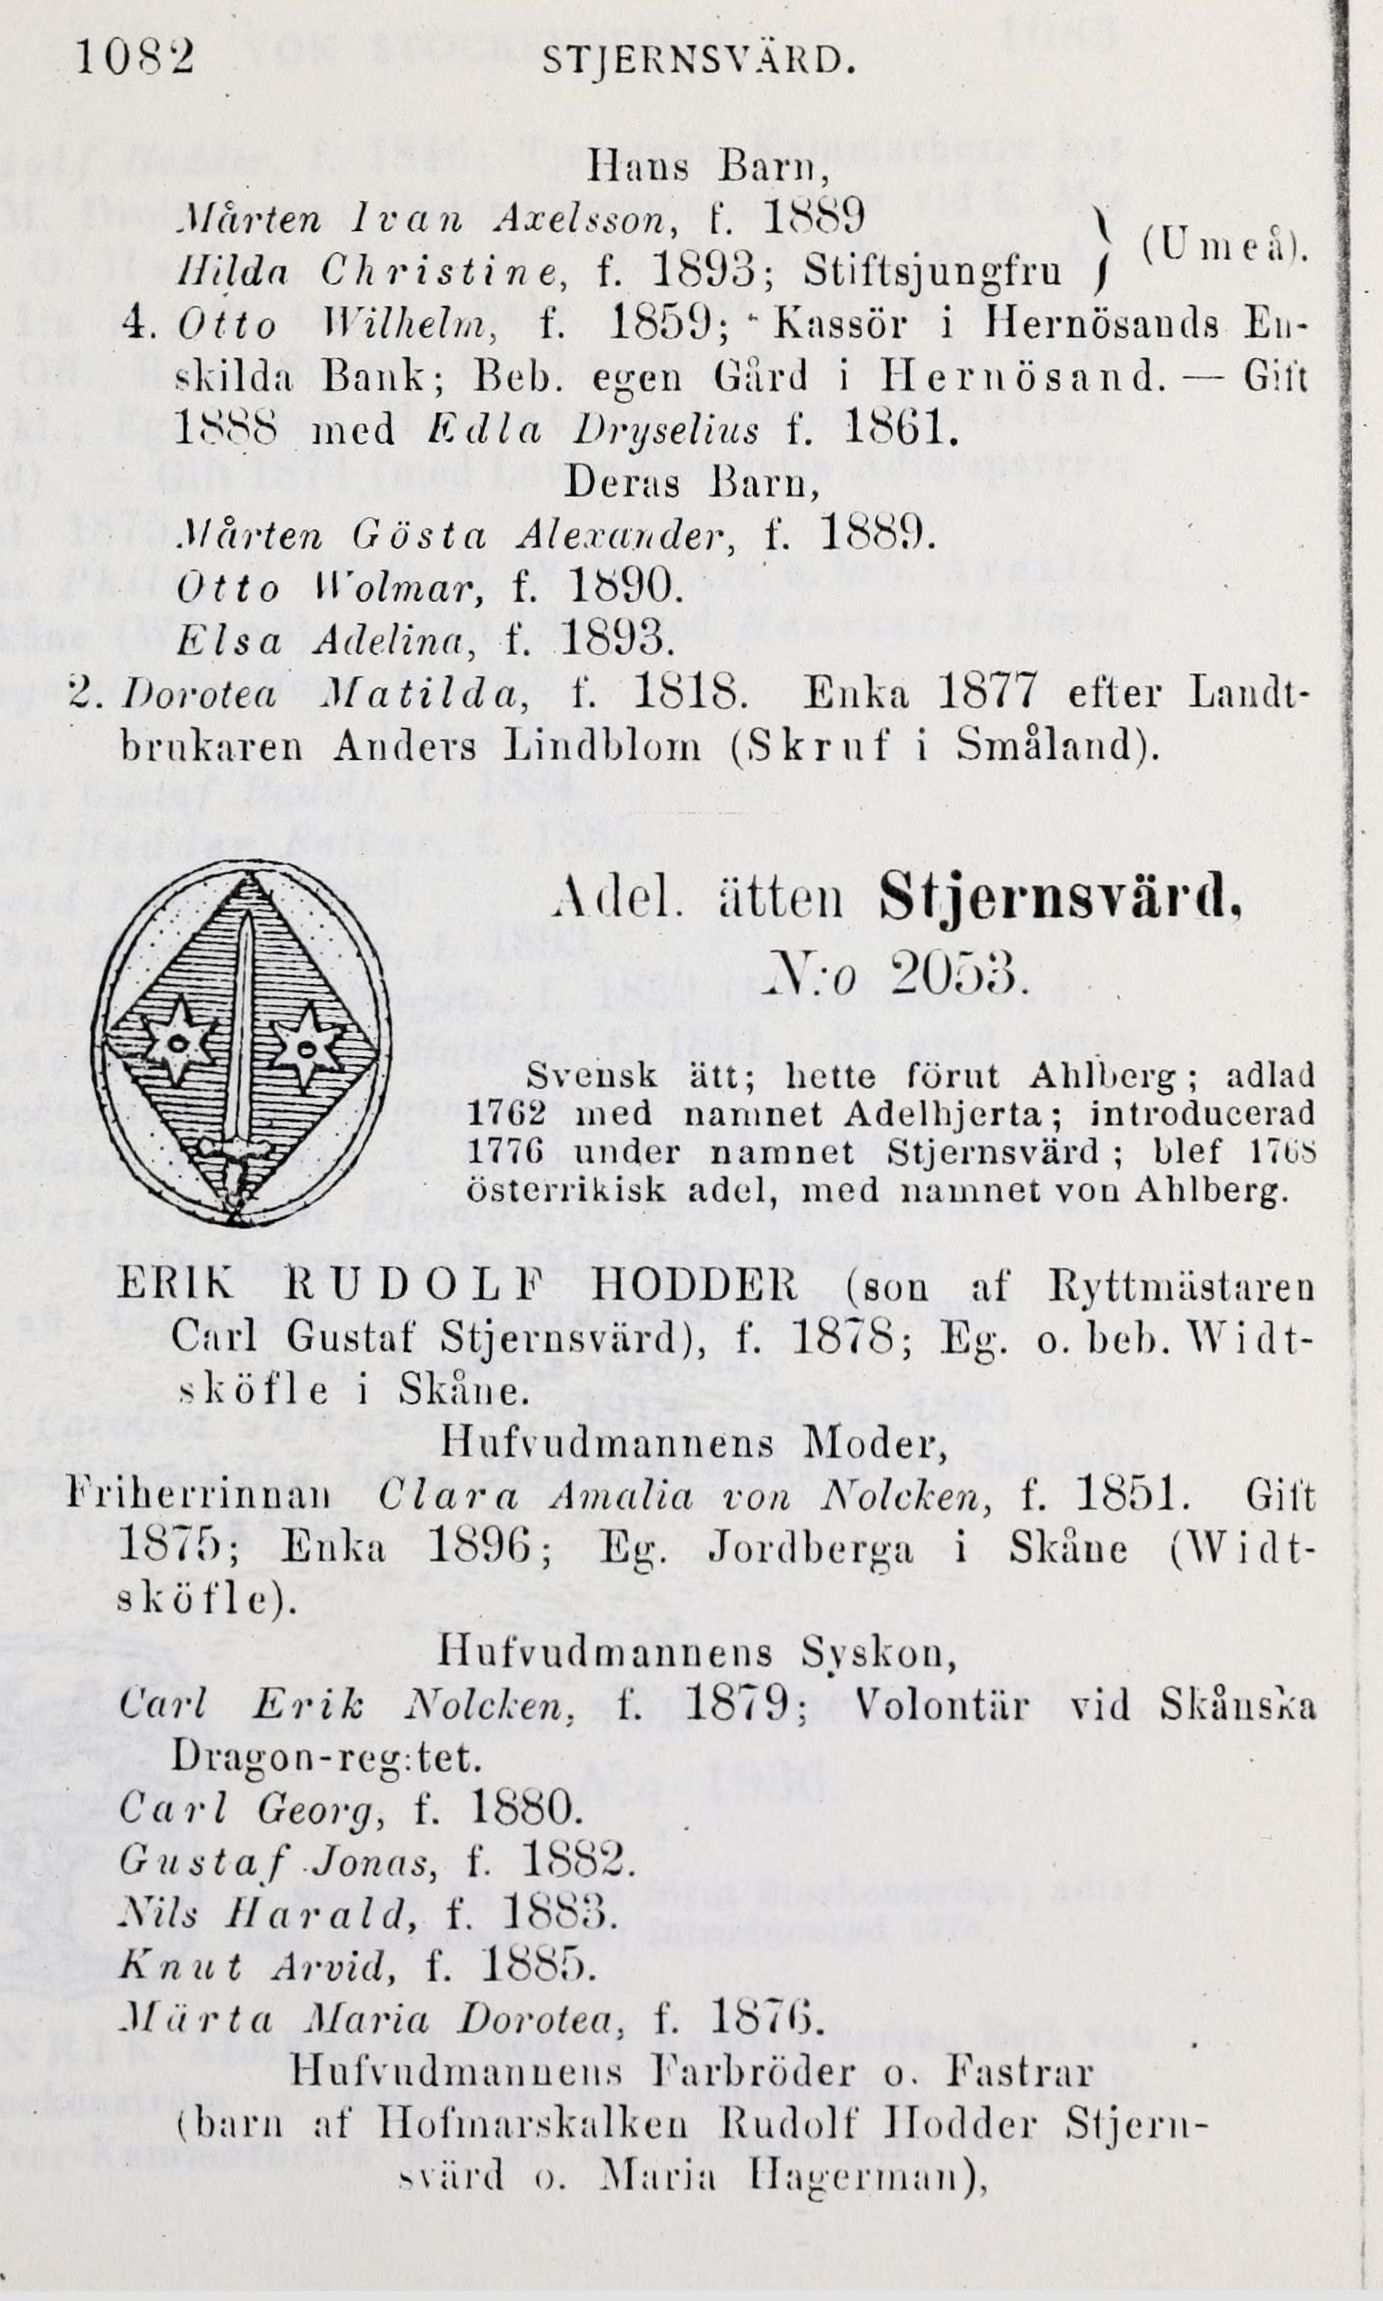 1082 STJERNSVÄRD.
Hans Barn,
Mårten Ivan Axelsson, f. 1889
Hilda Christine, f. 1893; Stiftsjungfru } (Umeå).
4. Otto Wilhelm, f. 1859; Kassör i Hernösands En-
skilda Bank; Beb. egen Gård i Hernösand. — Gift
1888 med Edla Dryselius f. 1861.
Deras Barn,
Mårten Gösta Alexander, f. 1889.
Otto Wolmar, f. 1890.
Elsa Adelina, f. 1893.
2. Dorotea Matilda, f. 1818. Enka 1877 efter Landt-
brukaren Anders Lindblom (Skruf i Småland).
Adel. ätten Stjernsvärd,
N:o 2053.
Svensk ätt; hette förut Ahlberg; adlad
1762 med namnet Adelhjerta; introducerad
1776 under namnet Stjernsvärd; blef 1768
österrikisk adel, med namnet von Ahlberg.
ERIK RUDOLF HODDER (son af Ryttmästaren
Carl Gustaf Stjernsvärd), f. 1878; Eg. o. beb. Widt-
sköfle i Skåne.
Hufvudmannens Moder,
Friherrinnan Clara Amalia von Nolcken, f. 1851. Gift
1875; Enka 1896; Eg. Jordberga i Skåne (Widt-
sköfle).
Hufvudmannens Syskon,
Carl Erik Nolcken, f. 1879; Volontär vid Skånska
Dragon-reg:tet.
Carl Georg, f. 1880.
Gustaf Jonas, f. 1882.
Nils Harald, f. 1883.
Knut Arvid, f. 1885.
Märta Maria Dorotea, f. 1876.
Hufvudmannens Farbröder o. Fastrar
(barn af Hofmarskalken Rudolf Hodder Stjern-
svärd o. Maria Hagerman),